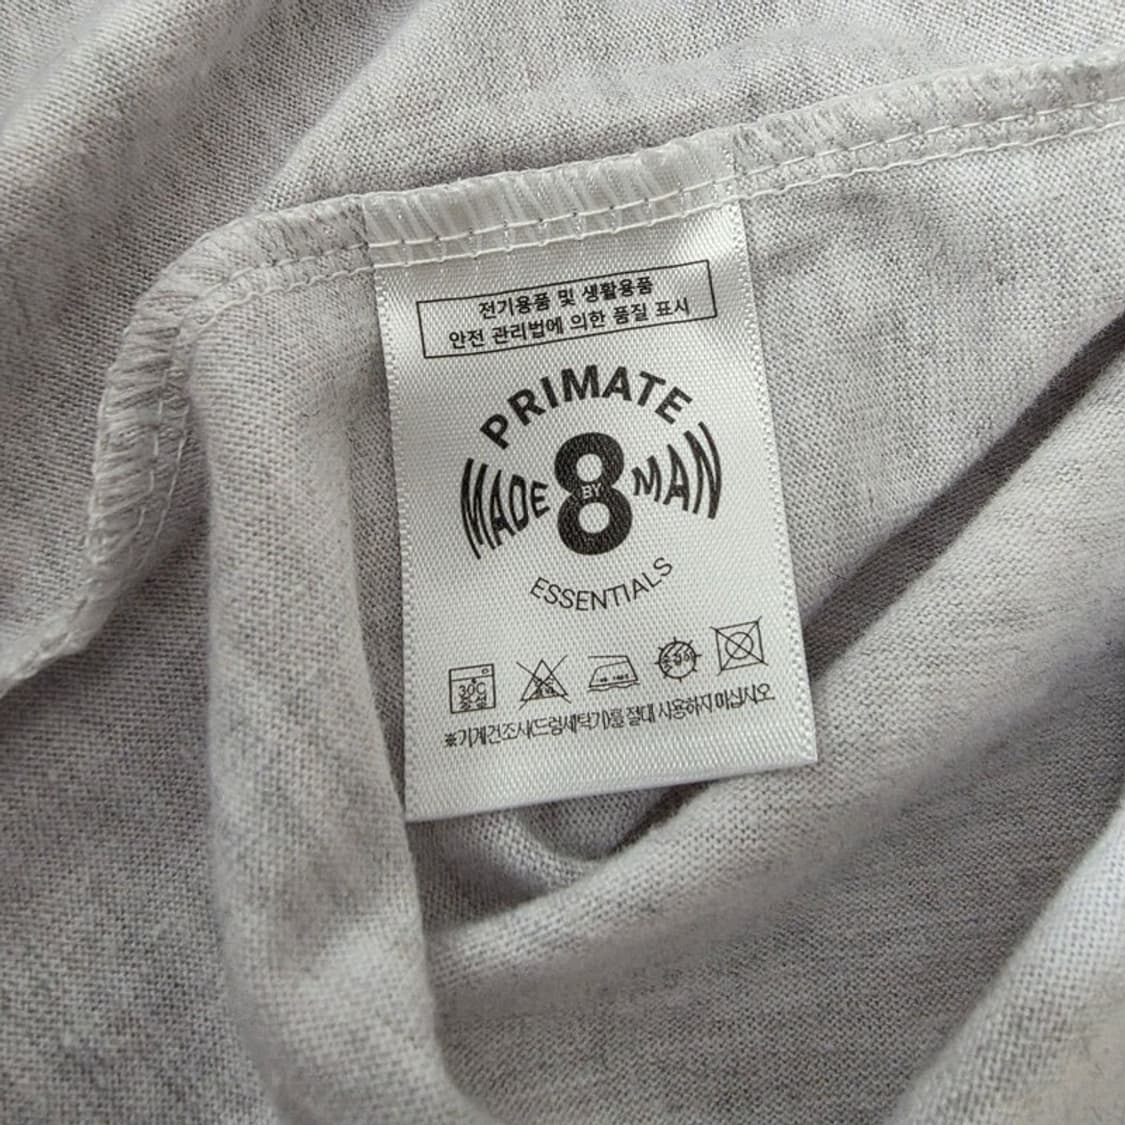 전기용품 및 생활용품
안전 관리법에 의한 품질 표시
PRIMATE
MADE 8 BY MAN
ESSENTIALS
30℃
중성
※기계건조사(드럼세탁기)를 절대 사용하지 마십시오.